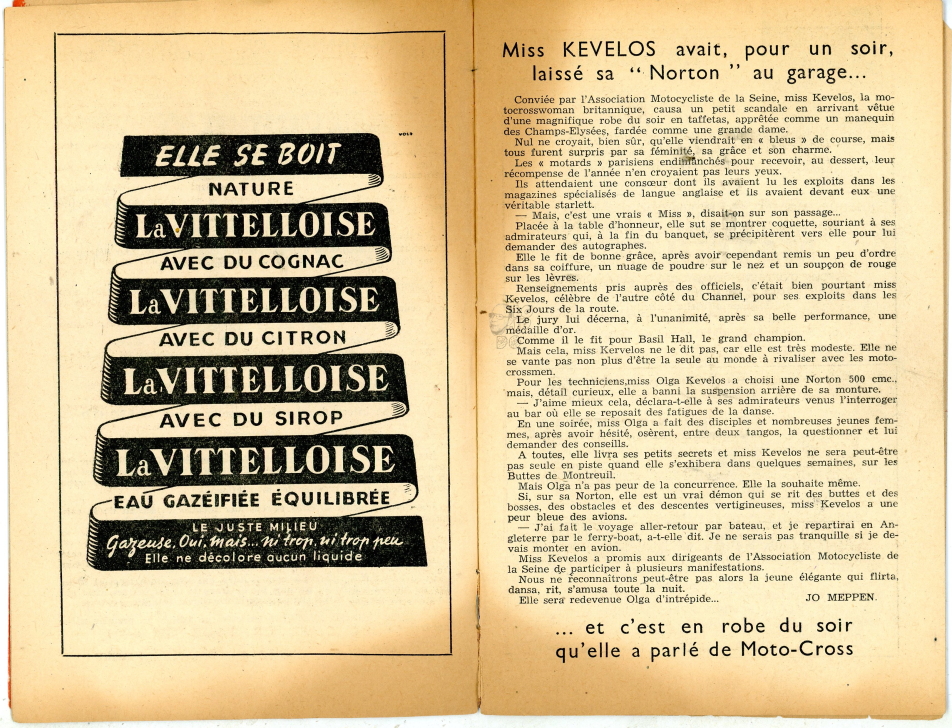 VOLR
ELLE SE BOIT
NATURE
La VITTELLOISE
AVEC DU COGNAC
La VITTELLOISE
AVEC DU CITRON
La VITTELLOISE
AVEC DU SIROP
La VITTELLOISE
EAU GAZÉIFIÉE ÉQUILIBRÉE
LE JUSTE MILIEU
Gazeuse, Oui, mais... ni trop, ni trop peu
Elle ne décolore aucun liquide
Miss KEVELOS avait, pour un soir,
laissé sa “ Norton ” au garage...
Conviée par l'Association Motocycliste de la Seine, miss Kevelos, la mo-
tocrosswoman britannique, causa un petit scandale en arrivant vêtue
d'une magnifique robe du soir en taffetas, apprêtée comme un manequin
des Champs-Elysées, fardée comme une grande dame.
Nul ne croyait, bien sûr, qu'elle viendrait en « bleus » de course, mais
tous furent surpris par sa féminité, sa grâce et son charme.
Les « motards » parisiens endimanchés pour recevoir, au dessert, leur
récompense de l'année n'en croyaient pas leurs yeux.
Ils attendaient une consœur dont ils avaient lu les exploits dans les
magazines spécialisés de langue anglaise et ils avaient devant eux une
véritable starlett.
— Mais, c'est une vrais « Miss », disait-on sur son passage...
Placée à la table d'honneur, elle sut se montrer coquette, souriant à ses
admirateurs qui, à la fin du banquet, se précipitèrent vers elle pour lui
demander des autographes.
Elle le fit de bonne grâce, après avoir cependant remis un peu d'ordre
dans sa coiffure, un nuage de poudre sur le nez et un soupçon de rouge
sur les lèvres.
Renseignements pris auprès des officiels, c'était bien pourtant miss
Kevelos, célèbre de l'autre côté du Channel, pour ses exploits dans les
Six Jours de la route.
Le jury lui décerna, à l'unanimité, après sa belle performance, une
médaille d'or.
Comme il le fit pour Basil Hall, le grand champion.
Mais cela, miss Kervelos ne le dit pas, car elle est très modeste. Elle ne
se vante pas non plus d'être la seule au monde à rivaliser avec les moto-
crossmen.
Pour les techniciens,miss Olga Kevelos a choisi une Norton 500 cmc.,
mais, détail curieux, elle a banni la suspension arrière de sa monture.
— J'aime mieux cela, déclara-t-elle à ses admirateurs venus l'interroger
au bar où elle se reposait des fatigues de la danse.
En une soirée, miss Olga a fait des disciples et nombreuses jeunes fem-
mes, après avoir hésité, osèrent, entre deux tangos, la questionner et lui
demander des conseills.
A toutes, elle livra ses petits secrets et miss Kevelos ne sera peut-être
pas seule en piste quand elle s'exhibera dans quelques semaines, sur les
Buttes de Montreuil.
Mais Olga n'a pas peur de la concurrence. Elle la souhaite même.
Si, sur sa Norton, elle est un vrai démon qui se rit des buttes et des
bosses, des obstacles et des descentes vertigineuses, miss Kevelos a une
peur bleue des avions.
— J'ai fait le voyage aller-retour par bateau, et je repartirai en An-
gleterre par le ferry-boat, a-t-elle dit. Je ne serais pas tranquille si je de-
vais monter en avion.
Miss Kevelos a promis aux dirigeants de l'Association Motocycliste de
la Seine de participer à plusieurs manifestations.
Nous ne reconnaîtrons peut-être pas alors la jeune élégante qui flirta,
dansa, rit, s'amusa toute la nuit.
Elle sera redevenue Olga d'intrépide... JO MEPPEN.
... et c'est en robe du soir
qu'elle a parlé de Moto-Cross